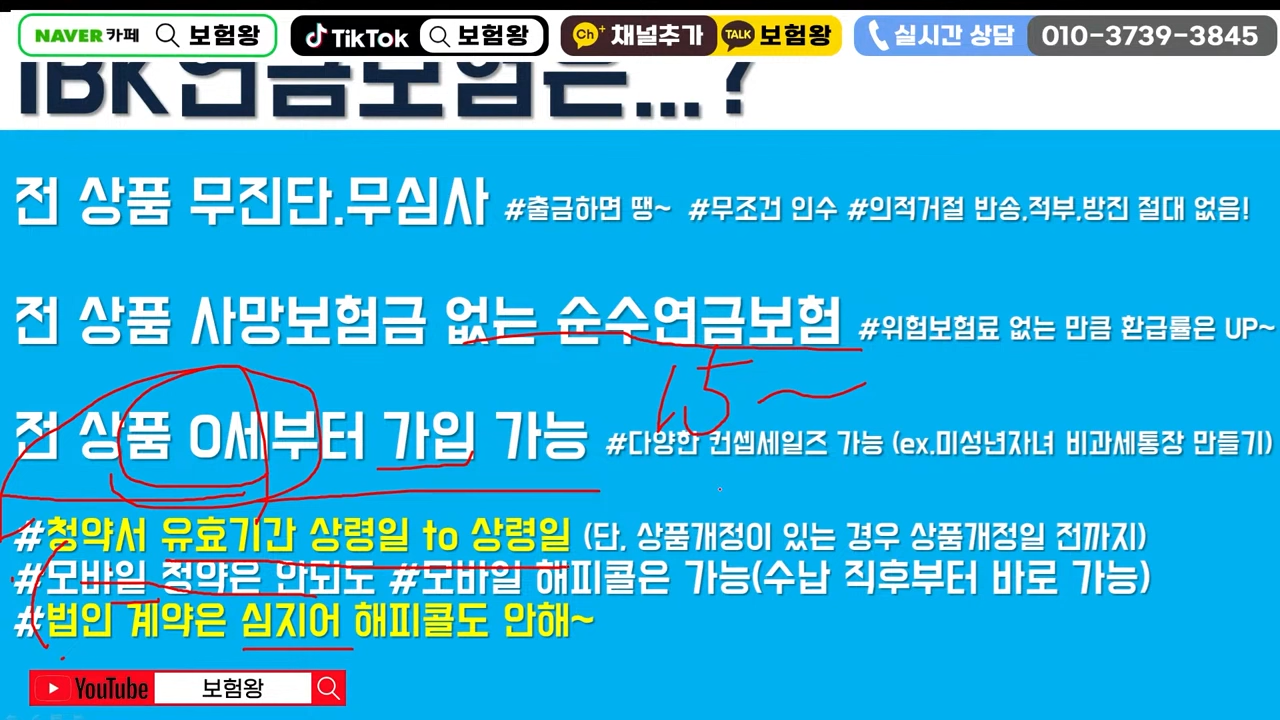 NAVER 카페 보험왕 TikTok 보험왕 Ch+ 채널추가 TALK 보험왕 실시간 상담 010-3739-3845
IBK연금보험은...?
전 상품 무진단.무심사 #출금하면 땡~ #무조건 인수 #의적거절 반송,적부.방진 절대 없음!
전 상품 사망보험금 없는 순수연금보험 #위험보험료 없는 만큼 환급률은 UP~
15~
전 상품 0세부터 가입 가능 #다양한 컨셉세일즈 가능 (ex.미성년자녀 비과세통장 만들기)
#청약서 유효기간 상령일 to 상령일 (단, 상품개정이 있는 경우 상품개정일 전까지)
#모바일 청약은 안되도 #모바일 해피콜은 가능(수납 직후부터 바로 가능)
#법인 계약은 심지어 해피콜도 안해~
YouTube 보험왕